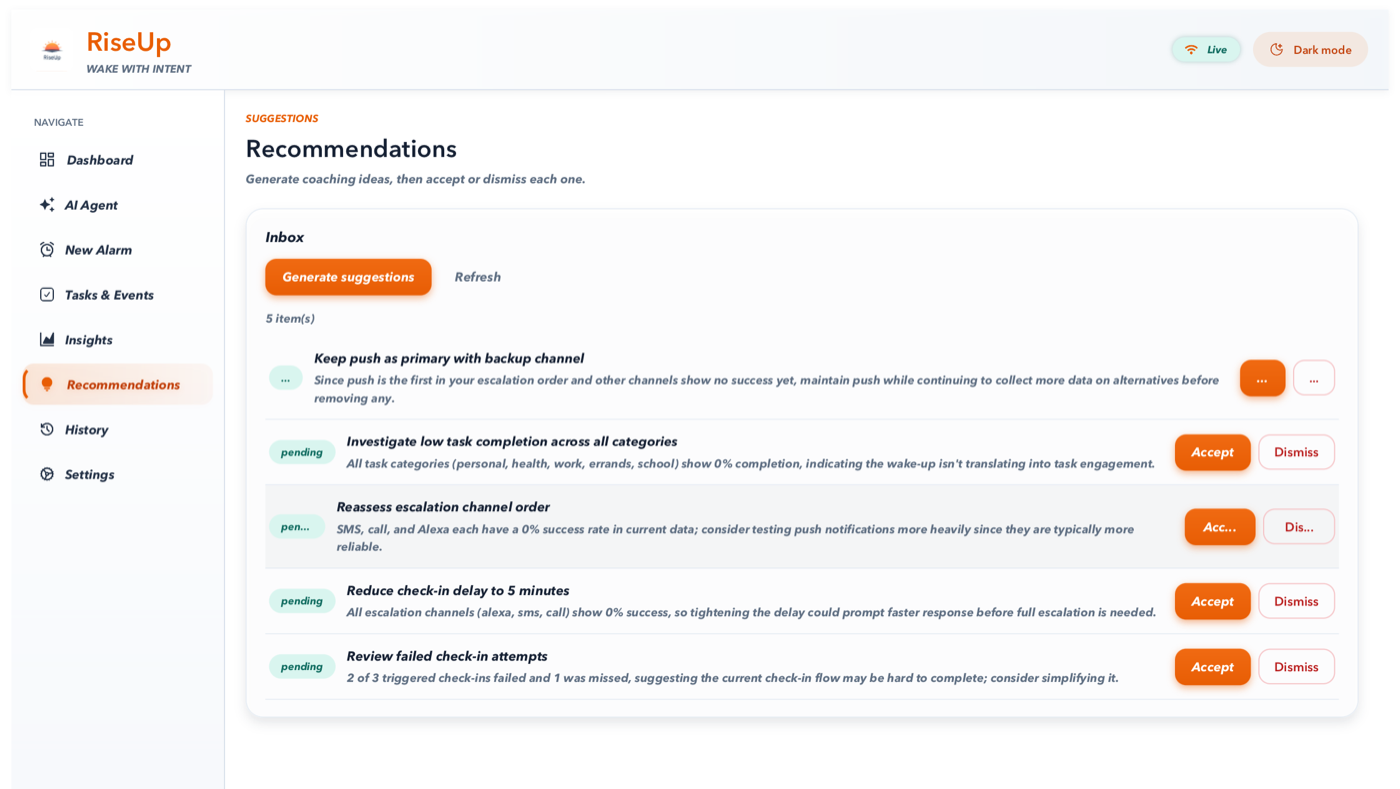 RiseUp
RiseUp
WAKE WITH INTENT
Live
Dark mode
NAVIGATE
Dashboard
AI Agent
New Alarm
Tasks & Events
Insights
Recommendations
History
Settings
SUGGESTIONS
Recommendations
Generate coaching ideas, then accept or dismiss each one.
Inbox
Generate suggestions
Refresh
5 item(s)
...
Keep push as primary with backup channel
Since push is the first in your escalation order and other channels show no success yet, maintain push while continuing to collect more data on alternatives before
removing any.
...
...
pending
Investigate low task completion across all categories
All task categories (personal, health, work, errands, school) show 0% completion, indicating the wake-up isn't translating into task engagement.
Accept
Dismiss
pen...
Reassess escalation channel order
SMS, call, and Alexa each have a 0% success rate in current data; consider testing push notifications more heavily since they are typically more
reliable.
Acc...
Dis...
pending
Reduce check-in delay to 5 minutes
All escalation channels (alexa, sms, call) show 0% success, so tightening the delay could prompt faster response before full escalation is needed.
Accept
Dismiss
pending
Review failed check-in attempts
2 of 3 triggered check-ins failed and 1 was missed, suggesting the current check-in flow may be hard to complete; consider simplifying it.
Accept
Dismiss